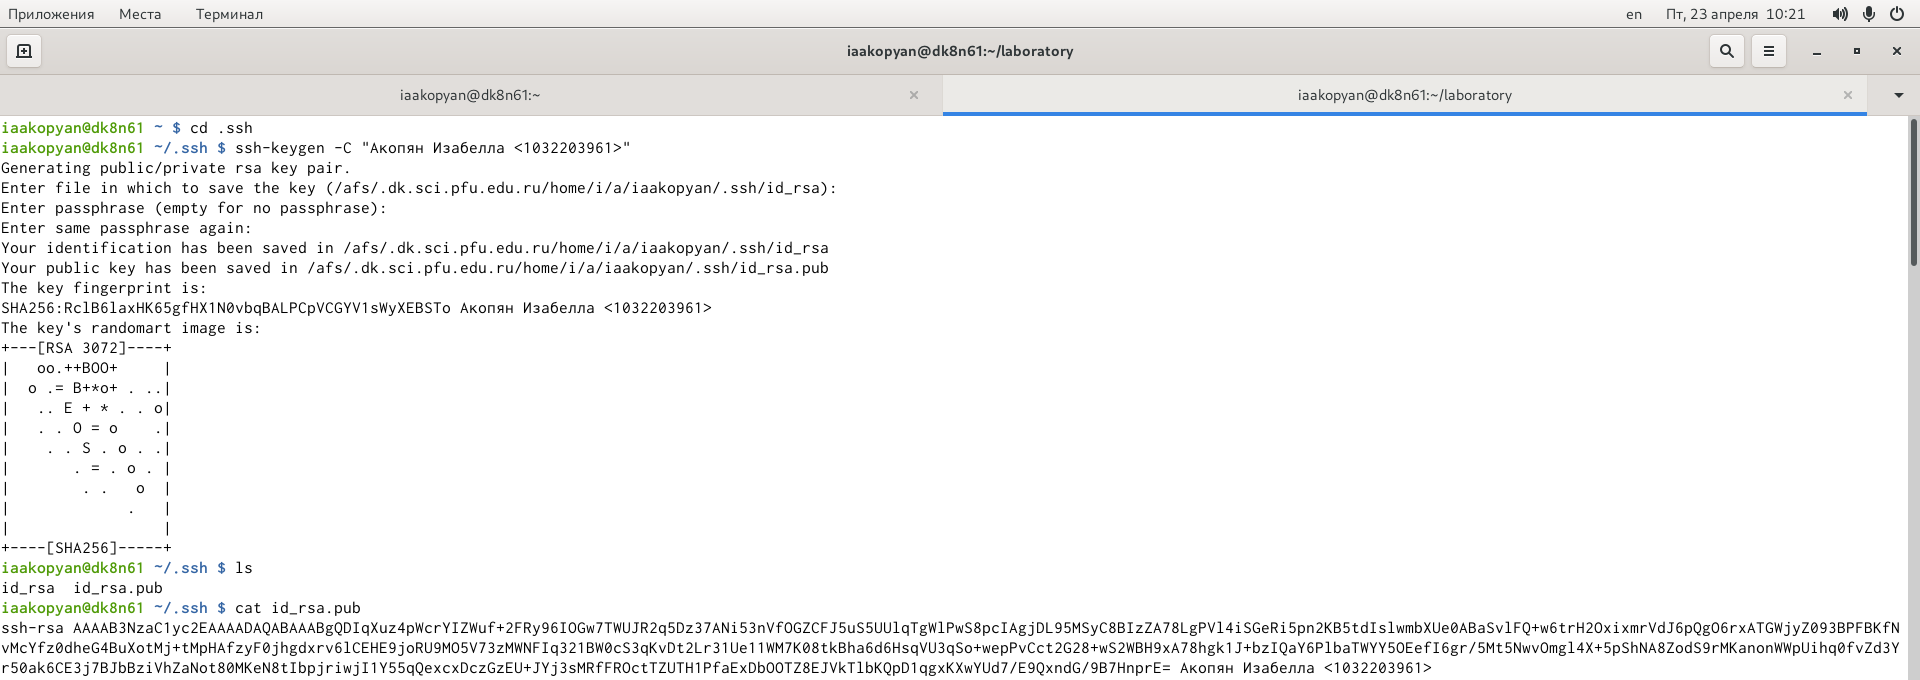 Приложения Места Терминал en Пт, 23 апреля 10:21
iaakopyan@dk8n61:~/laboratory
iaakopyan@dk8n61:~ iaakopyan@dk8n61:~/laboratory
iaakopyan@dk8n61 ~ $ cd .ssh
iaakopyan@dk8n61 ~/.ssh $ ssh-keygen -C "Акопян Изабелла <1032203961>"
Generating public/private rsa key pair.
Enter file in which to save the key (/afs/.dk.sci.pfu.edu.ru/home/i/a/iaakopyan/.ssh/id_rsa):
Enter passphrase (empty for no passphrase):
Enter same passphrase again:
Your identification has been saved in /afs/.dk.sci.pfu.edu.ru/home/i/a/iaakopyan/.ssh/id_rsa
Your public key has been saved in /afs/.dk.sci.pfu.edu.ru/home/i/a/iaakopyan/.ssh/id_rsa.pub
The key fingerprint is:
SHA256:RclB6laxHK65gfHX1N0vbqBALPCpVCGYV1sWyXEBSTo Акопян Изабелла <1032203961>
The key's randomart image is:
+---[RSA 3072]----+
|   oo.++BOO+     |
|  o .= B+*o+ . ..|
|   .. E + * . . o|
|   . . O = o    .|
|    . . S . o . .|
|       . = . o . |
|        . .   o  |
|             .   |
|                 |
+----[SHA256]-----+
iaakopyan@dk8n61 ~/.ssh $ ls
id_rsa  id_rsa.pub
iaakopyan@dk8n61 ~/.ssh $ cat id_rsa.pub
ssh-rsa AAAAB3NzaC1yc2EAAAADAQABAAABgQDIqXuz4pWcrYIZWuf+2FRy96IOGw7TWUJR2q5Dz37ANi53nVfOGZCFJ5uS5UUlqTgWlPwS8pcIAgjDL95MSyC8BIzZA78LgPVl4iSGeRi5pn2KB5tdIslwmbXUe0ABaSvlFQ+w6trH2OxixmrVdJ6pQgO6rxATGWjyZ093BPFBKfN
vMcYfz0dheG4BuXotMj+tMpHAfzyF0jhgdxrv6lCEHE9joRU9MO5V73zMWNFIq321BW0cS3qKvDt2Lr31Ue11WM7K08tkBha6d6HsqVU3qSo+wepPvCct2G28+wS2WBH9xA78hgk1J+bzIQaY6PlbaTWYY5OEefI6gr/5Mt5NwvOmgl4X+5pShNA8ZodS9rMKanonWWpUihq0fvZd3Y
r50ak6CE3j7BJbBziVhZaNot80MKeN8tIbpjriwjI1Y55qQexcxDczGzEU+JYj3sMRfFROctTZUTH1PfaExDbOOTZ8EJVkTlbKQpD1qgxKXwYUd7/E9QxndG/9B7HnprE= Акопян Изабелла <1032203961>